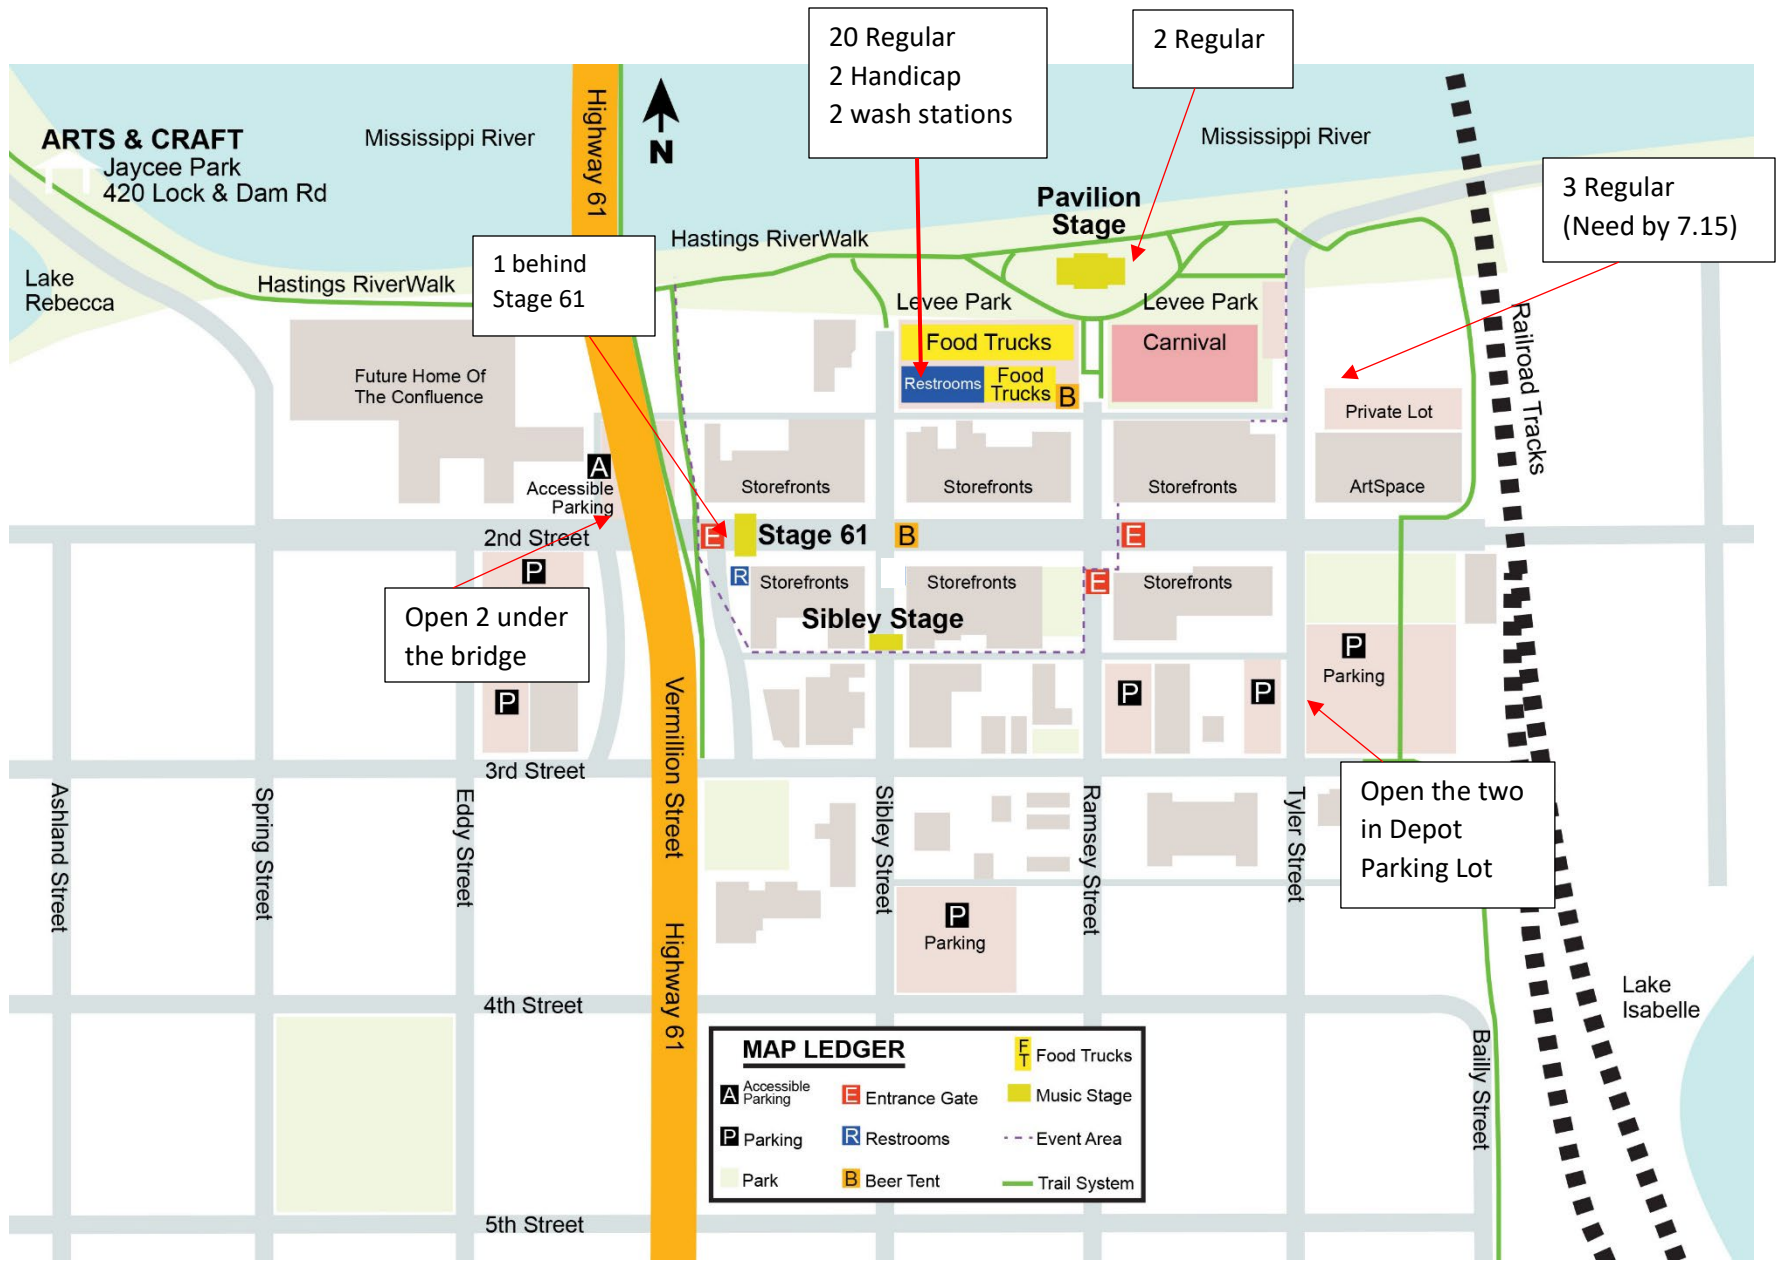 20 Regular
2 Handicap
2 wash stations
2 Regular
ARTS & CRAFT
Jaycee Park
420 Lock & Dam Rd
Mississippi River
Highway 61
N
Mississippi River
3 Regular
(Need by 7.15)
Pavilion
Stage
1 behind
Stage 61
Hastings RiverWalk
Lake
Rebecca
Hastings RiverWalk
Levee Park
Levee Park
Food Trucks
Carnival
Restrooms
Food
Trucks
B
Railroad Tracks
Future Home Of
The Confluence
Private Lot
A
Accessible
Parking
Storefronts
Storefronts
Storefronts
ArtSpace
2nd Street
E
Stage 61
B
E
P
R
Storefronts
Storefronts
E
Storefronts
Open 2 under
the bridge
Sibley Stage
P
Parking
P
P
P
Vermillion Street
3rd Street
Open the two
in Depot
Parking Lot
Ashland Street
Spring Street
Eddy Street
Sibley Street
Ramsey Street
Tyler Street
P
Parking
Highway 61
4th Street
Lake
Isabelle
Bailly Street
MAP LEDGER
F
T
Food Trucks
A
Accessible
Parking
E
Entrance Gate
Music Stage
P
Parking
R
Restrooms
Event Area
Park
B
Beer Tent
Trail System
5th Street